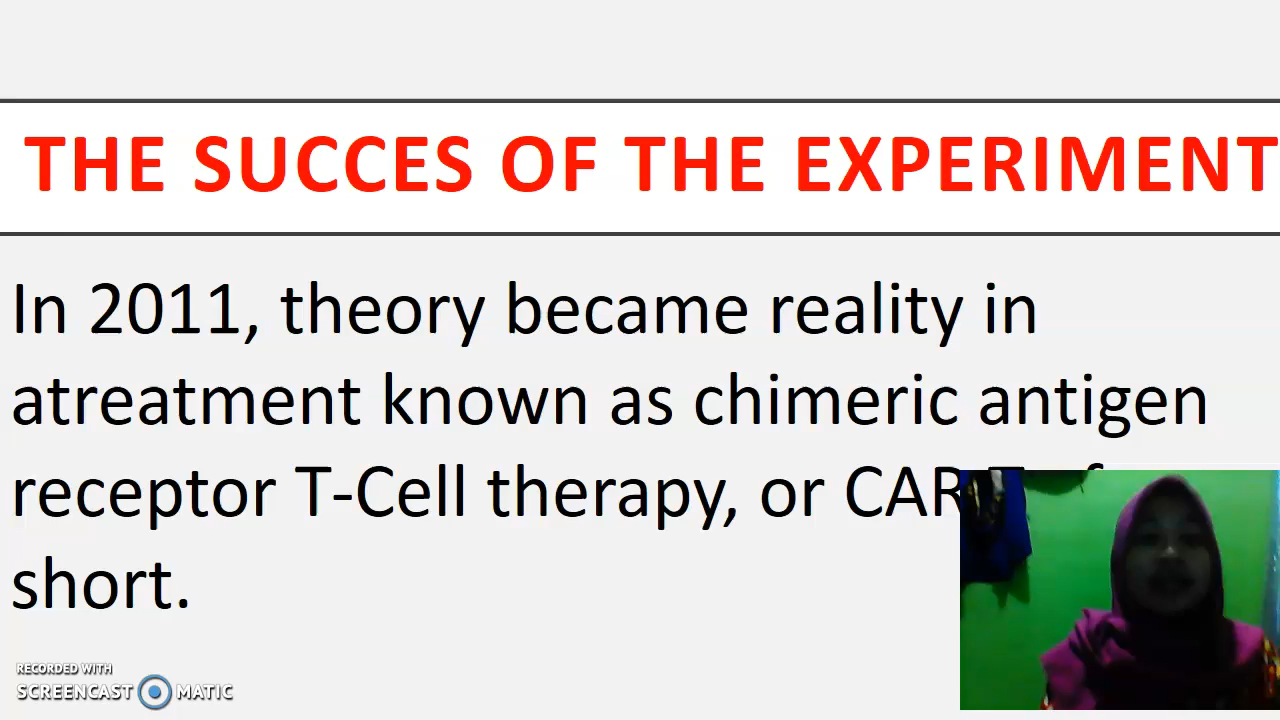 THE SUCCES OF THE EXPERIMENT
In 2011, theory became reality in
atreatment known as chimeric antigen
receptor T-Cell therapy, or CAR
short.
RECORDED WITH
SCREENCAST MATIC